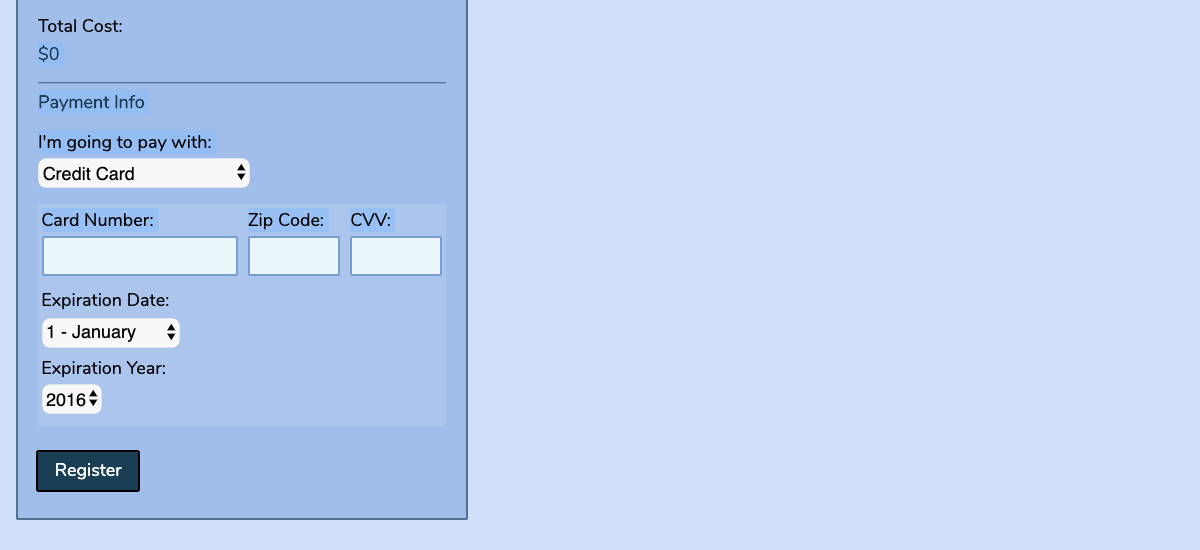 Total Cost:
$0
Payment Info
I'm going to pay with:
Credit Card
Card Number: Zip Code: CVV:
Expiration Date:
1 - January
Expiration Year:
2016
Register